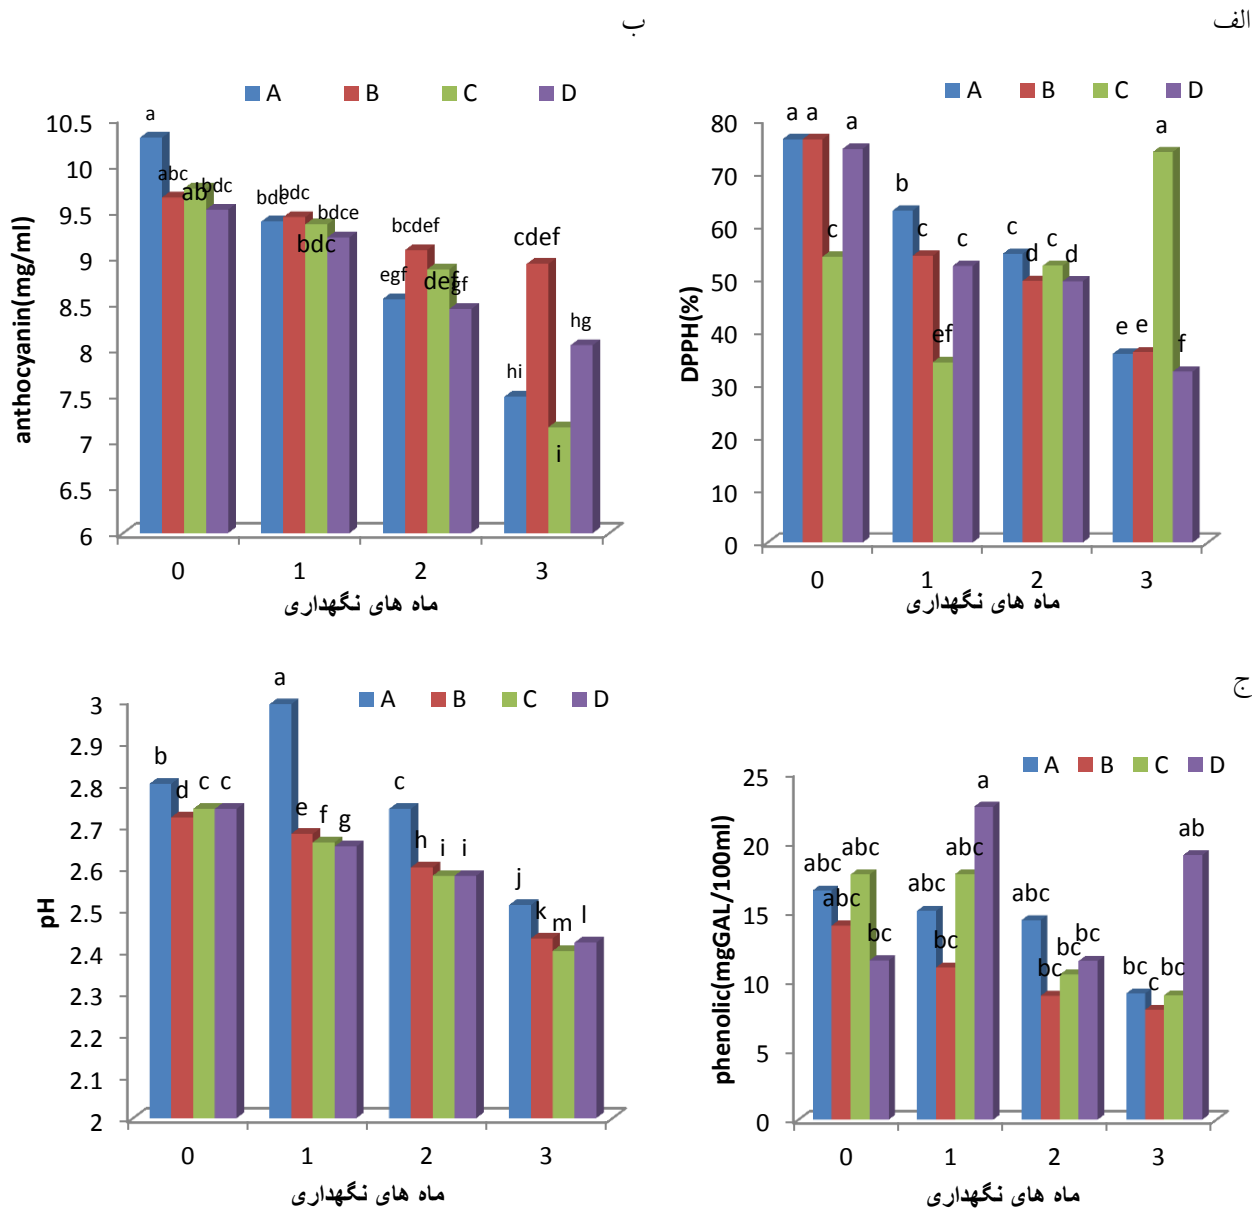 الف
ب
A B C D
80
70
60
50
40
30
20
10
0
DPPH(%)
a a c a
b c ef c
c d c d
e e a f
0 1 2 3
ماه های نگهداری
A B C D
10.5
10
9.5
9
8.5
8
7.5
7
6.5
6
anthocyanin(mg/ml)
a abc ab bdc
bdc bdc bdc bdce
egf bcdef def gf
hi cdef i hg
0 1 2 3
ماه های نگهداری
ج
A B C D
25
20
15
10
5
0
phenolic(mgGAL/100ml)
abc abc abc bc
abc bc abc a
abc bc bc bc
bc c bc ab
0 1 2 3
ماه های نگهداری
A B C D
3
2.9
2.8
2.7
2.6
2.5
2.4
2.3
2.2
2.1
2
pH
b d c c
a e f g
c h i i
j k m l
0 1 2 3
ماه های نگهداری